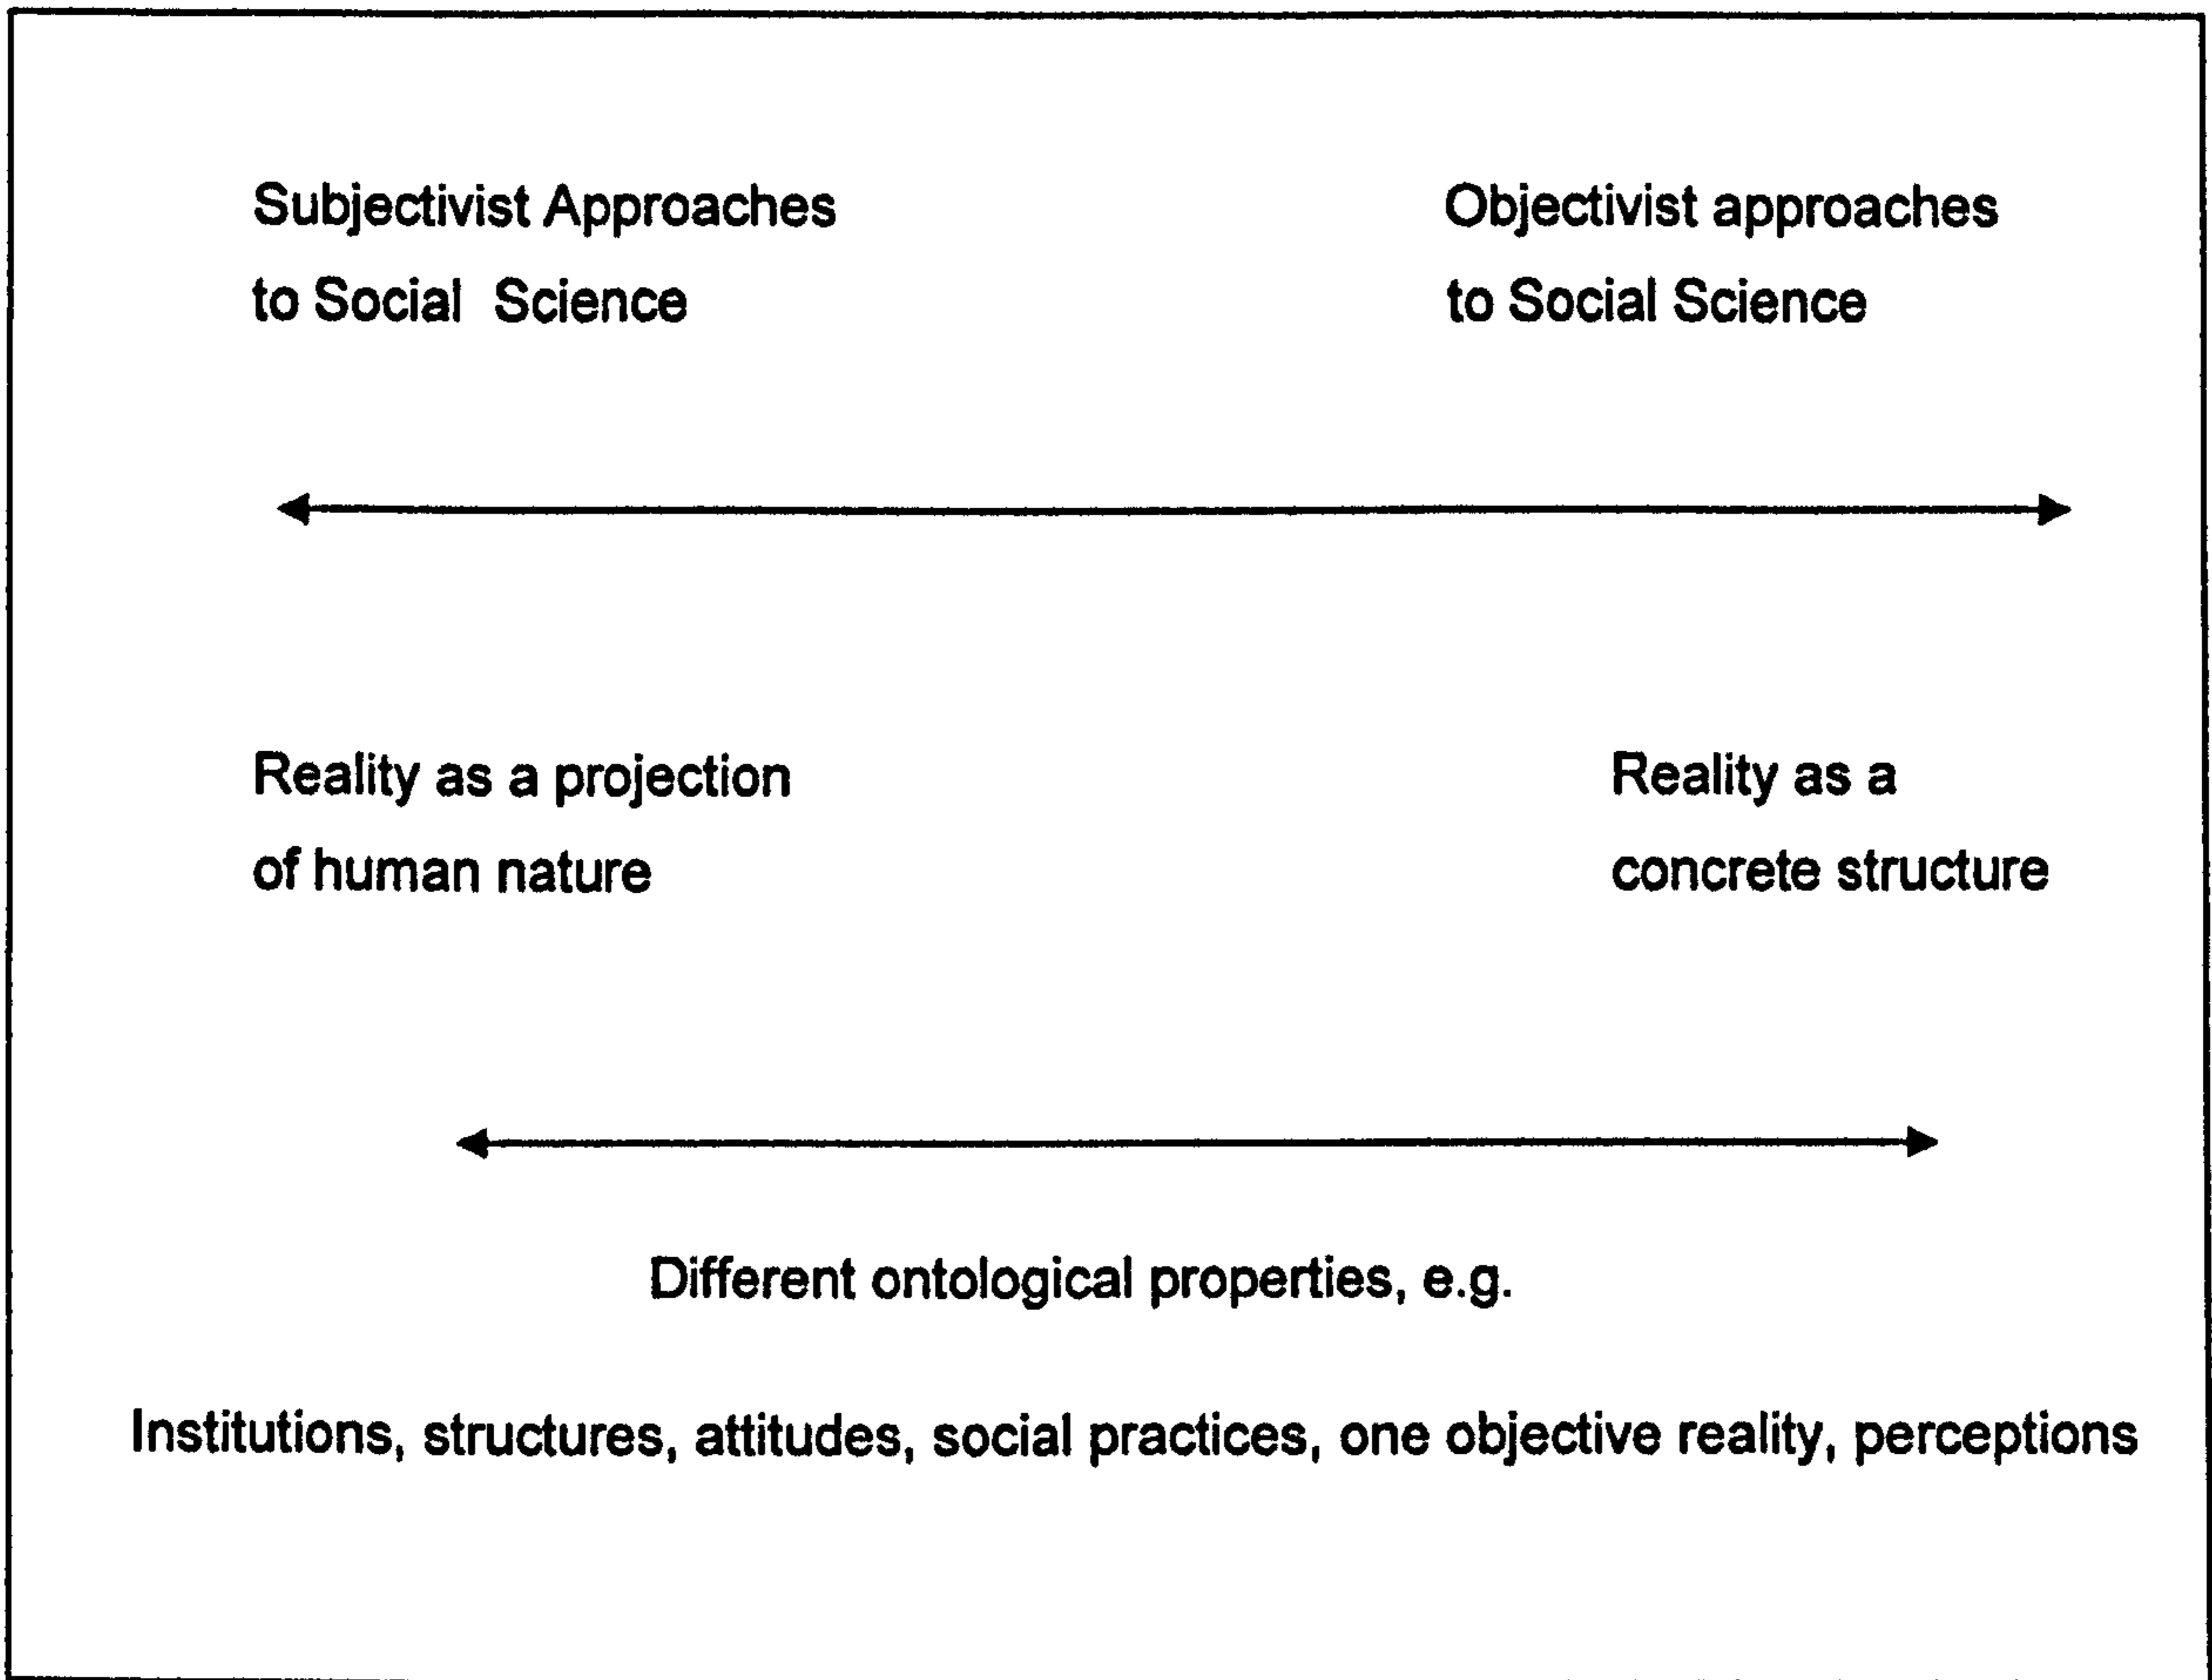 Subjectivist Approaches
to Social Science
Objectivist approaches
to Social Science
Reality as a projection
of human nature
Reality as a
concrete structure
Different ontological properties, e.g.
Institutions, structures, attitudes, social practices, one objective reality, perceptions